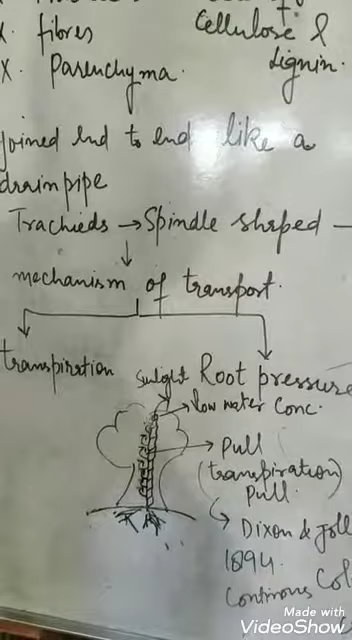 x. fibres
Cellulose &
x. Parenchyma.
Lignin.
joined end to end like a
drainpipe
Trachieds → Spindle shaped —
mechanism of transport.
transpiration
Root pressure
sunlight
low water conc.
Pull
(transpiration)
pull.
Dixon & Joll
1894.
Continous Col
Made with
VideoShow